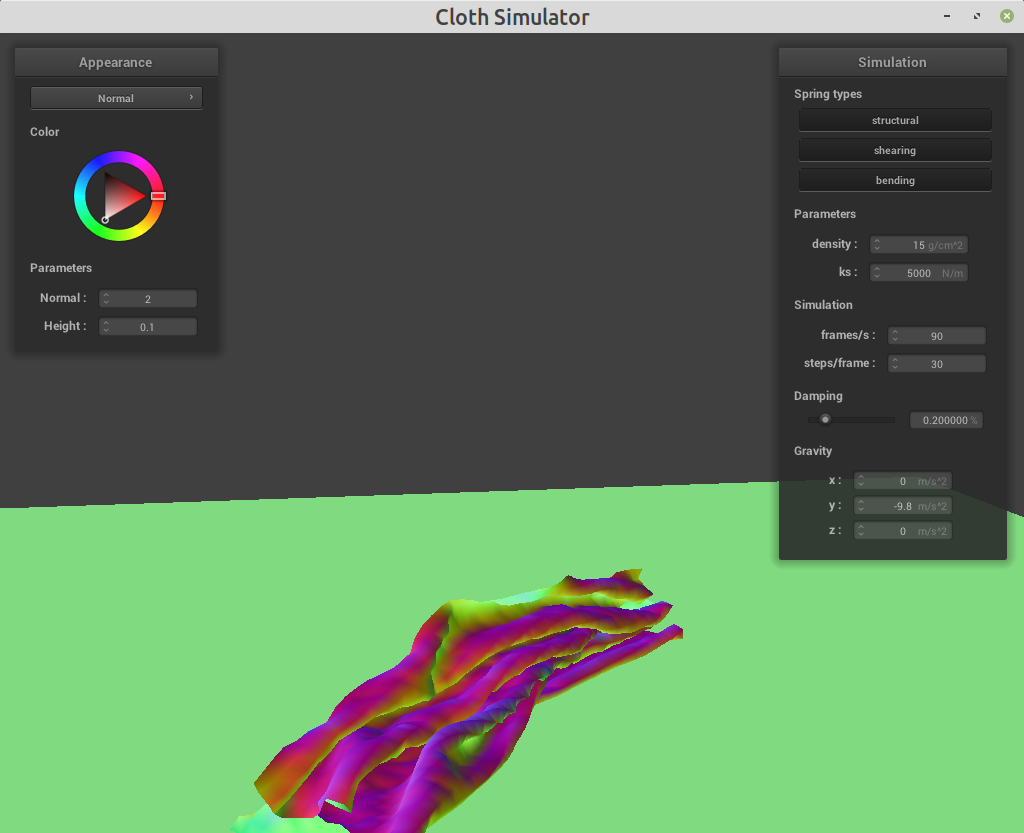 Cloth Simulator
Appearance
Normal
Color
Parameters
Normal : 2
Height : 0.1
Simulation
Spring types
structural
shearing
bending
Parameters
density : 15 g/cm^2
ks : 5000 N/m
Simulation
frames/s : 90
steps/frame : 30
Damping
0.200000 %
Gravity
x : 0 m/s^2
y : -9.8 m/s^2
z : 0 m/s^2